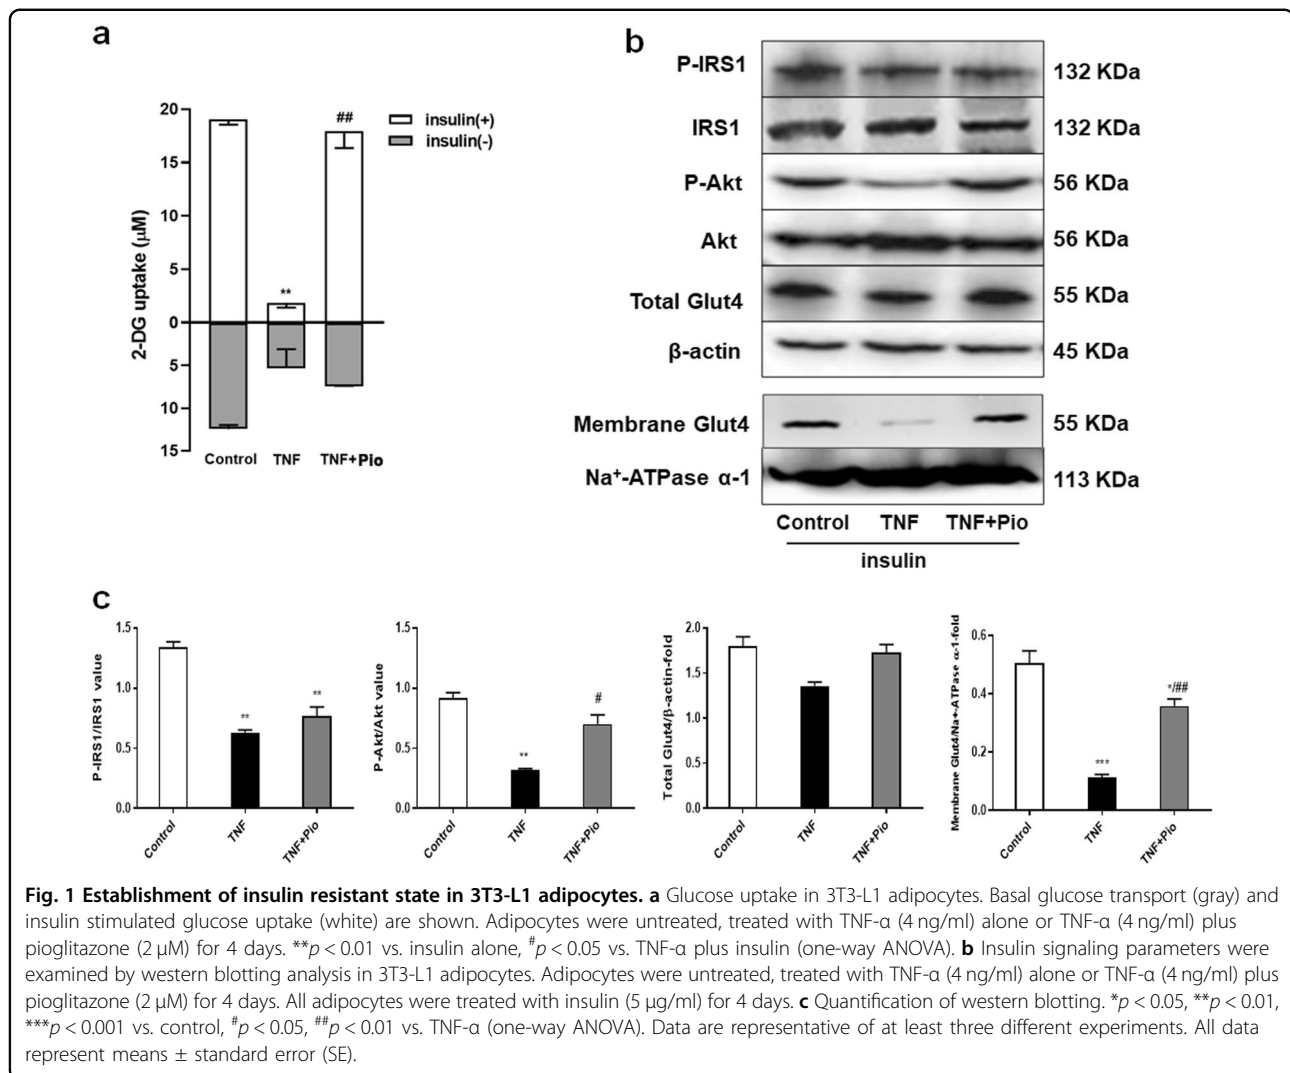 a
20
15
10
5
0
5
10
15
2-DG uptake (µM)
##
**
insulin(+)
insulin(-)
Control TNF TNF+Pio
b
P-IRS1 132 KDa
IRS1 132 KDa
P-Akt 56 KDa
Akt 56 KDa
Total Glut4 55 KDa
β-actin 45 KDa
Membrane Glut4 55 KDa
Na⁺-ATPase α-1 113 KDa
Control TNF TNF+Pio
insulin
c
P-IRS1/IRS1 value
1.5
1.0
0.5
0.0
**
**
Control TNF TNF+Pio
P-Akt/Akt value
1.5
1.0
0.5
0.0
**
#
Control TNF TNF+Pio
Total Glut4/β-actin-fold
2.0
1.5
1.0
0.5
0.0
Control TNF TNF+Pio
Membrane Glut4/Na+-ATPase α-1-fold
0.6
0.4
0.2
0.0
***
*/##
Control TNF TNF+Pio
Fig. 1 Establishment of insulin resistant state in 3T3-L1 adipocytes. a Glucose uptake in 3T3-L1 adipocytes. Basal glucose transport (gray) and
insulin stimulated glucose uptake (white) are shown. Adipocytes were untreated, treated with TNF-α (4 ng/ml) alone or TNF-α (4 ng/ml) plus
pioglitazone (2 µM) for 4 days. **p < 0.01 vs. insulin alone, #p < 0.05 vs. TNF-α plus insulin (one-way ANOVA). b Insulin signaling parameters were
examined by western blotting analysis in 3T3-L1 adipocytes. Adipocytes were untreated, treated with TNF-α (4 ng/ml) alone or TNF-α (4 ng/ml) plus
pioglitazone (2 µM) for 4 days. All adipocytes were treated with insulin (5 µg/ml) for 4 days. c Quantification of western blotting. *p < 0.05, **p < 0.01,
***p < 0.001 vs. control, #p < 0.05, ##p < 0.01 vs. TNF-α (one-way ANOVA). Data are representative of at least three different experiments. All data
represent means ± standard error (SE).